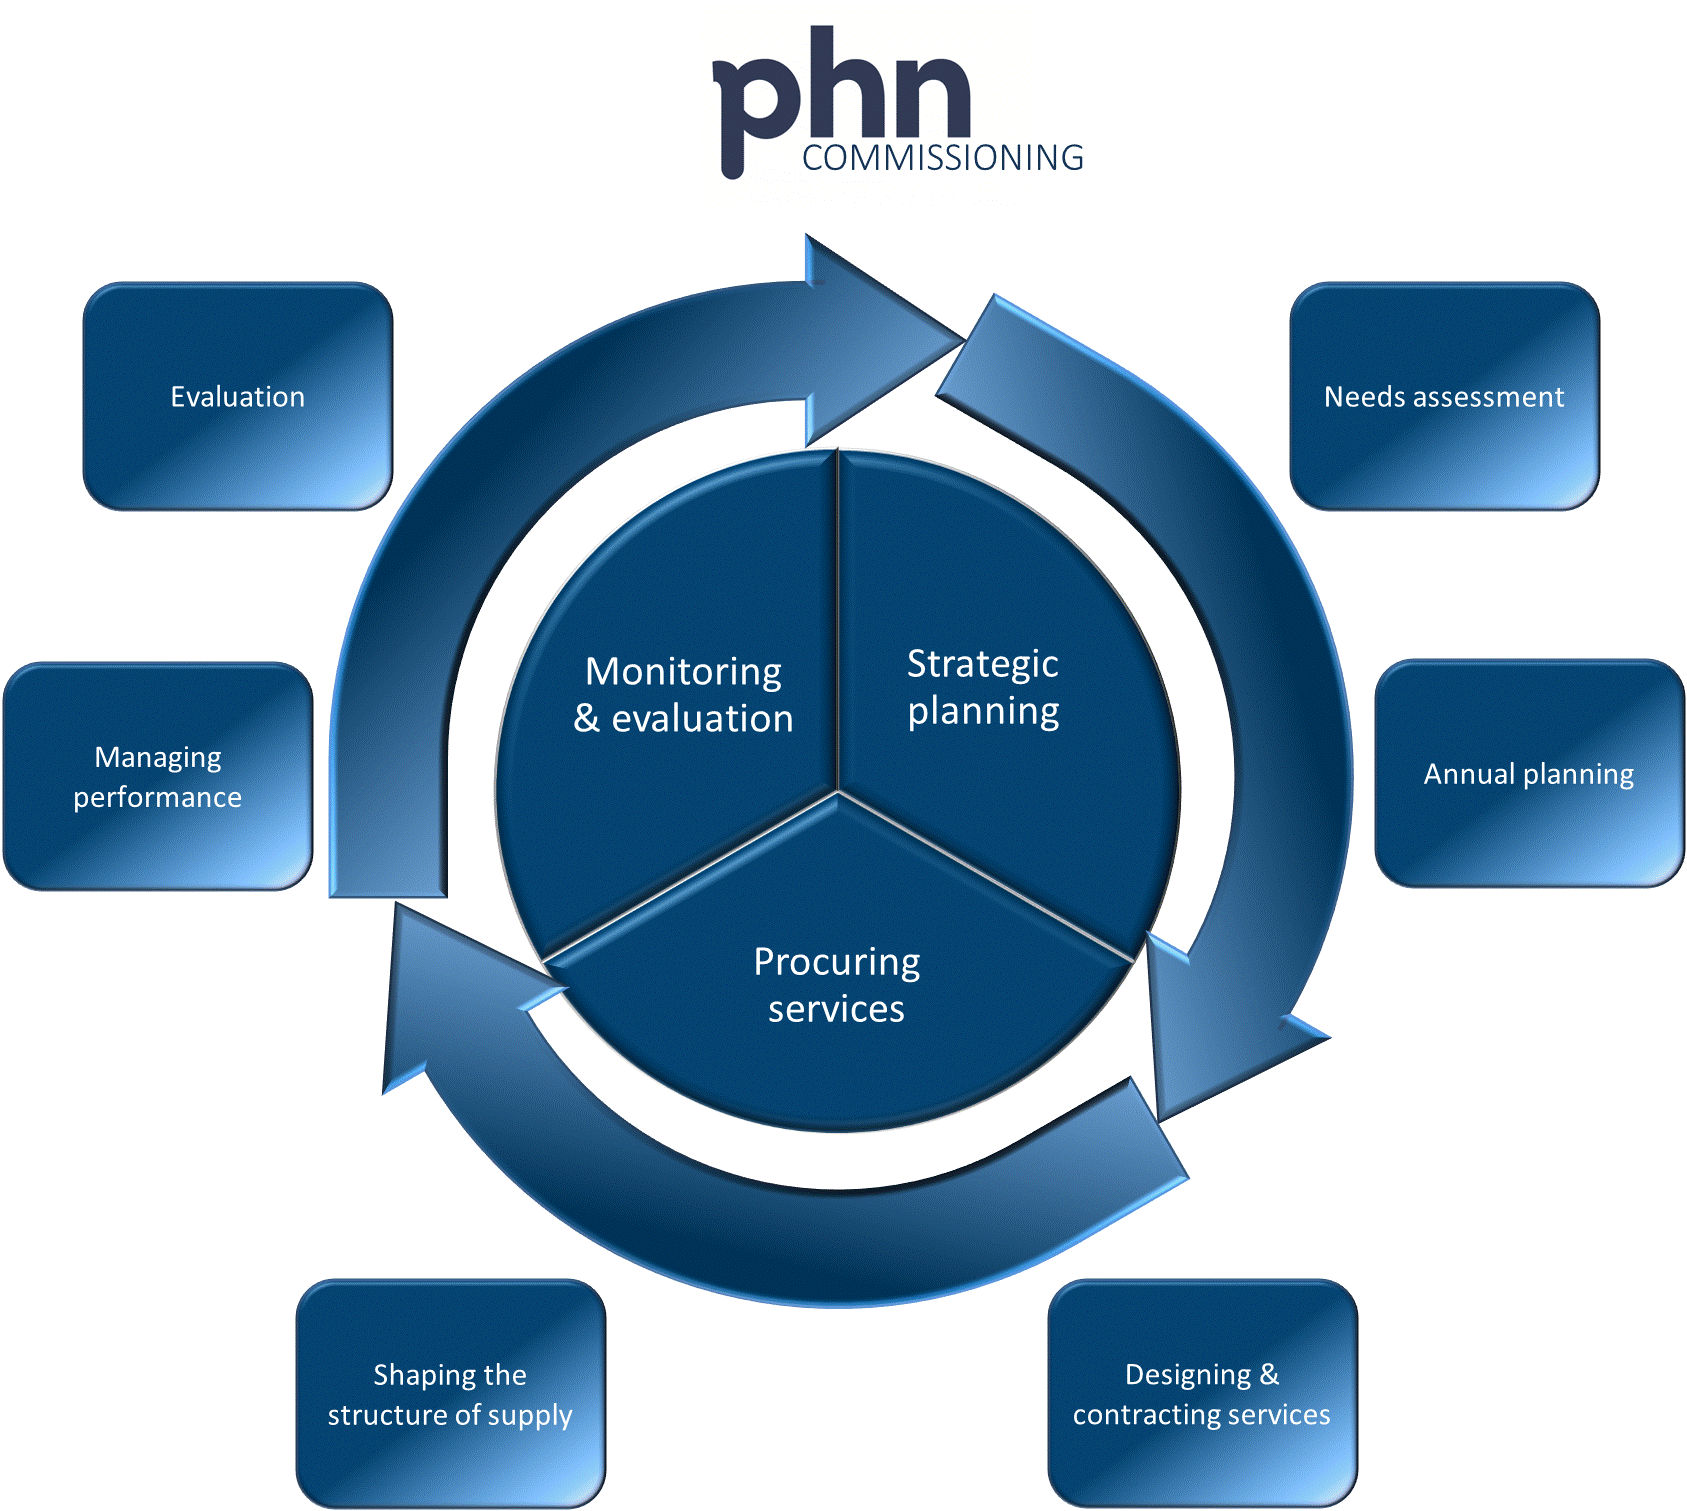 phn
COMMISSIONING
Evaluation
Needs assessment
Monitoring
& evaluation
Strategic
planning
Managing
performance
Annual planning
Procuring
services
Shaping the
structure of supply
Designing &
contracting services